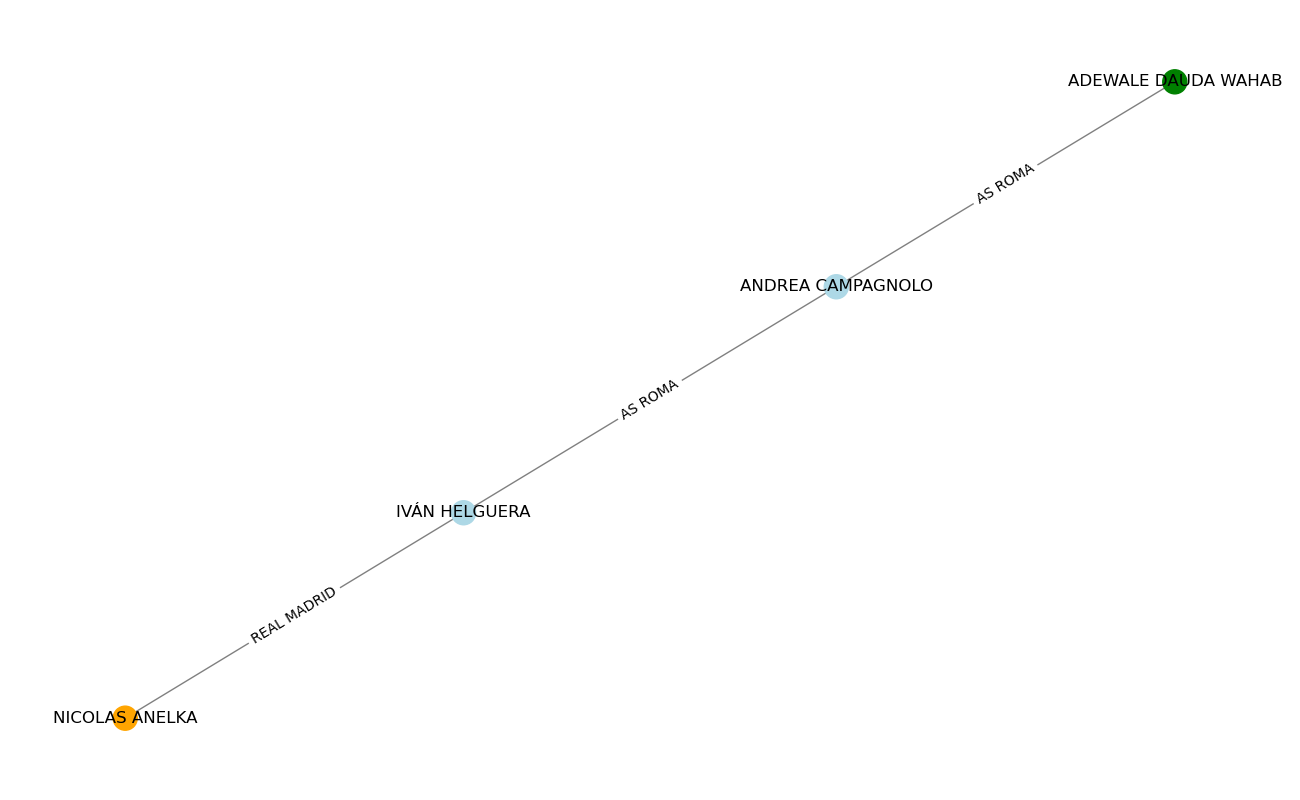 ADEWALE DAUDA WAHAB
AS ROMA
ANDREA CAMPAGNOLO
AS ROMA
IVÁN HELGUERA
REAL MADRID
NICOLAS ANELKA